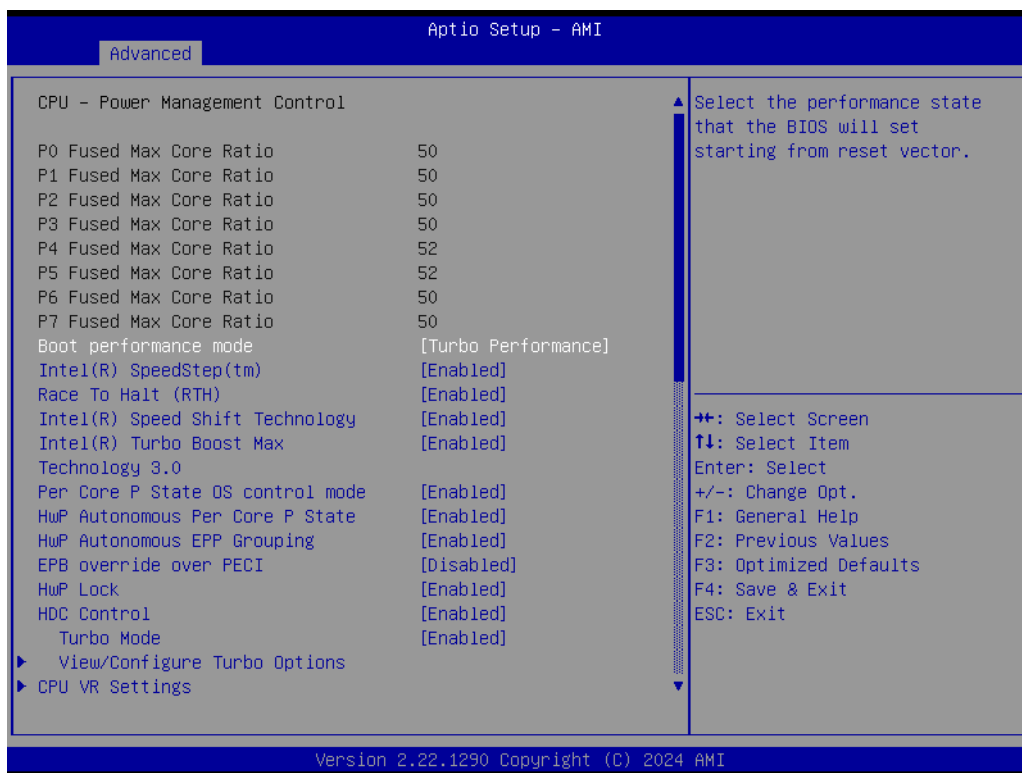 Aptio Setup – AMI
Advanced
CPU – Power Management Control
P0 Fused Max Core Ratio 50
P1 Fused Max Core Ratio 50
P2 Fused Max Core Ratio 50
P3 Fused Max Core Ratio 50
P4 Fused Max Core Ratio 52
P5 Fused Max Core Ratio 52
P6 Fused Max Core Ratio 50
P7 Fused Max Core Ratio 50
Boot performance mode [Turbo Performance]
Intel(R) SpeedStep(tm) [Enabled]
Race To Halt (RTH) [Enabled]
Intel(R) Speed Shift Technology [Enabled]
Intel(R) Turbo Boost Max [Enabled]
Technology 3.0
Per Core P State OS control mode [Enabled]
HwP Autonomous Per Core P State [Enabled]
HwP Autonomous EPP Grouping [Enabled]
EPB override over PECI [Disabled]
HwP Lock [Enabled]
HDC Control [Enabled]
Turbo Mode [Enabled]
View/Configure Turbo Options
CPU VR Settings
Select the performance state
that the BIOS will set
starting from reset vector.
→←: Select Screen
↑↓: Select Item
Enter: Select
+/-: Change Opt.
F1: General Help
F2: Previous Values
F3: Optimized Defaults
F4: Save & Exit
ESC: Exit
Version 2.22.1290 Copyright (C) 2024 AMI